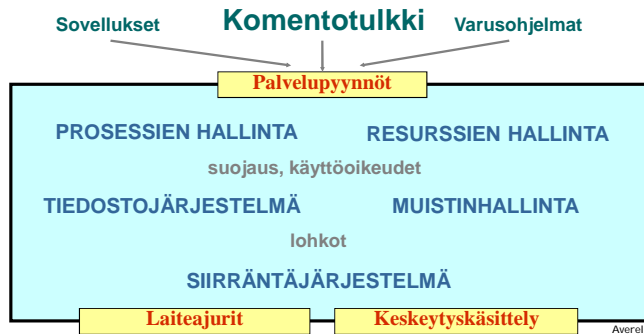 Sovellukset Komentotulkki Varusohjelmat
Palvelupyynnöt
PROSESSIEN HALLINTA RESURSSIEN HALLINTA
suojaus, käyttöoikeudet
TIEDOSTOJÄRJESTELMÄ MUISTINHALLINTA
lohkot
SIIRRÄNTÄJÄRJESTELMÄ
Laiteajurit Keskeytyskäsittely